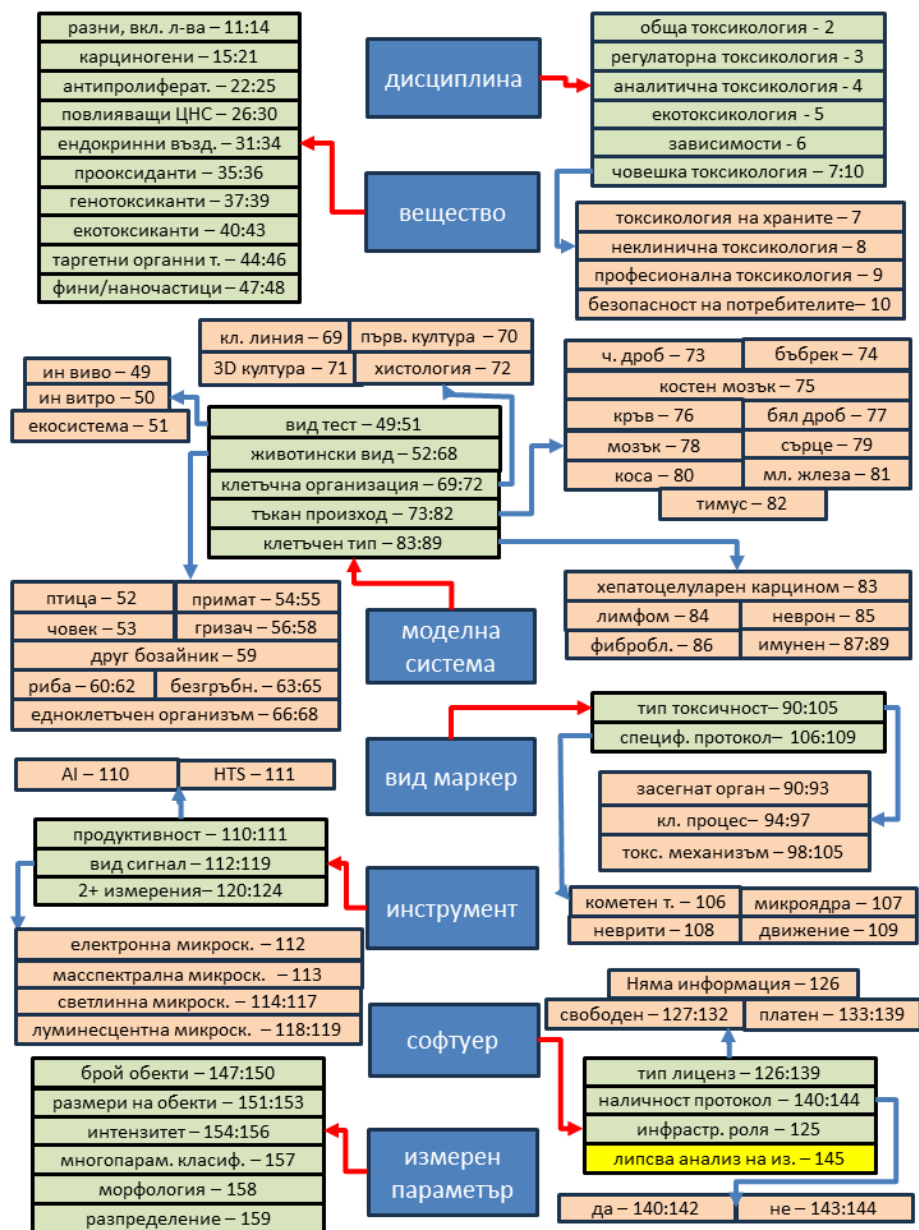 разни, вкл. л-ва – 11:14
карциногени – 15:21
антипролиферат. – 22:25
повлияващи ЦНС – 26:30
ендокринни възд. – 31:34
прооксиданти – 35:36
генотоксиканти – 37:39
екотоксиканти – 40:43
таргетни органни т. – 44:46
фини/наночастици – 47:48
дисциплина
вещество
обща токсикология - 2
регулаторна токсикология - 3
аналитична токсикология - 4
екотоксикология - 5
зависимости - 6
човешка токсикология – 7:10
токсикология на храните – 7
неклинична токсикология – 8
професионална токсикология – 9
безопасност на потребителите– 10
кл. линия – 69
първ. култура – 70
3D култура – 71
хистология – 72
ин виво – 49
ин витро – 50
екосистема – 51
вид тест – 49:51
животински вид – 52:68
клетъчна организация – 69:72
тъкан произход – 73:82
клетъчен тип – 83:89
ч. дроб – 73
бъбрек – 74
костен мозък – 75
кръв – 76
бял дроб – 77
мозък – 78
сърце – 79
коса – 80
мл. жлеза – 81
тимус – 82
птица – 52
примат – 54:55
човек – 53
гризач – 56:58
друг бозайник – 59
риба – 60:62
безгръбн. – 63:65
едноклетъчен организъм – 66:68
моделна
система
хепатоцелуларен карцином – 83
лимфом – 84
неврон – 85
фибробл. – 86
имунен – 87:89
вид маркер
тип токсичност– 90:105
специф. протокол– 106:109
засегнат орган – 90:93
кл. процес– 94:97
токс. механизъм – 98:105
кометен т. – 106
микроядра – 107
неврити – 108
движение – 109
AI – 110
HTS – 111
продуктивност – 110:111
вид сигнал – 112:119
2+ измерения– 120:124
инструмент
електронна микроск. – 112
масспектрална микроск. – 113
светлинна микроск. – 114:117
луминесцентна микроск. – 118:119
софтуер
Няма информация – 126
свободен – 127:132
платен – 133:139
тип лиценз – 126:139
наличност протокол – 140:144
инфрастр. роля – 125
липсва анализ на из. – 145
да – 140:142
не – 143:144
брой обекти – 147:150
размери на обекти – 151:153
интензитет – 154:156
многопарам. класиф. – 157
морфология – 158
разпределение – 159
измерен
параметър